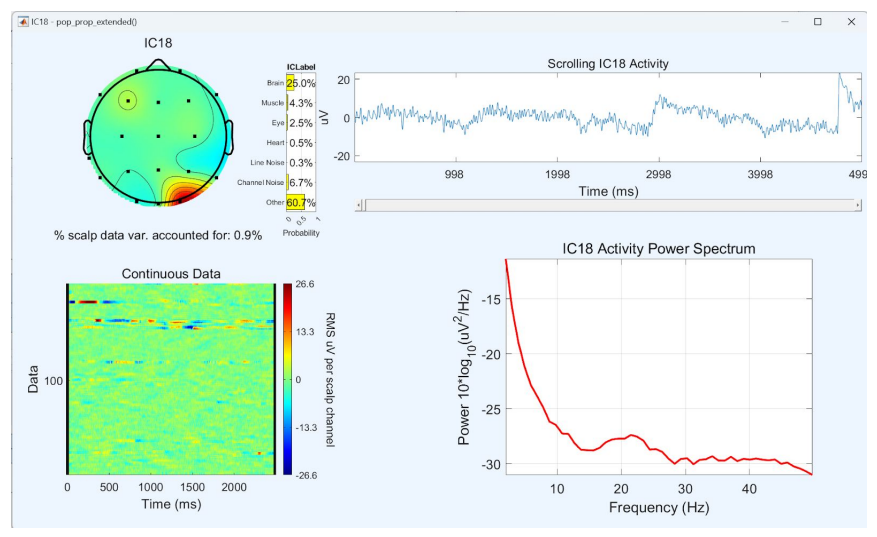 IC18 - pop_prop_extended()
IC18
ICLabel
Brain 25.0%
Muscle 4.3%
Eye 2.5%
Heart 0.5%
Line Noise 0.3%
Channel Noise 6.7%
Other 60.7%
0 0.5 1
Probability
% scalp data var. accounted for: 0.9%
Scrolling IC18 Activity
uV
20
0
-20
998 1998 2998 3998 499
Time (ms)
Continuous Data
Data
100
0 500 1000 1500 2000
Time (ms)
26.6
13.3
0
-13.3
-26.6
RMS uV per scalp channel
IC18 Activity Power Spectrum
Power 10*log10(uV2/Hz)
-15
-20
-25
-30
10 20 30 40
Frequency (Hz)